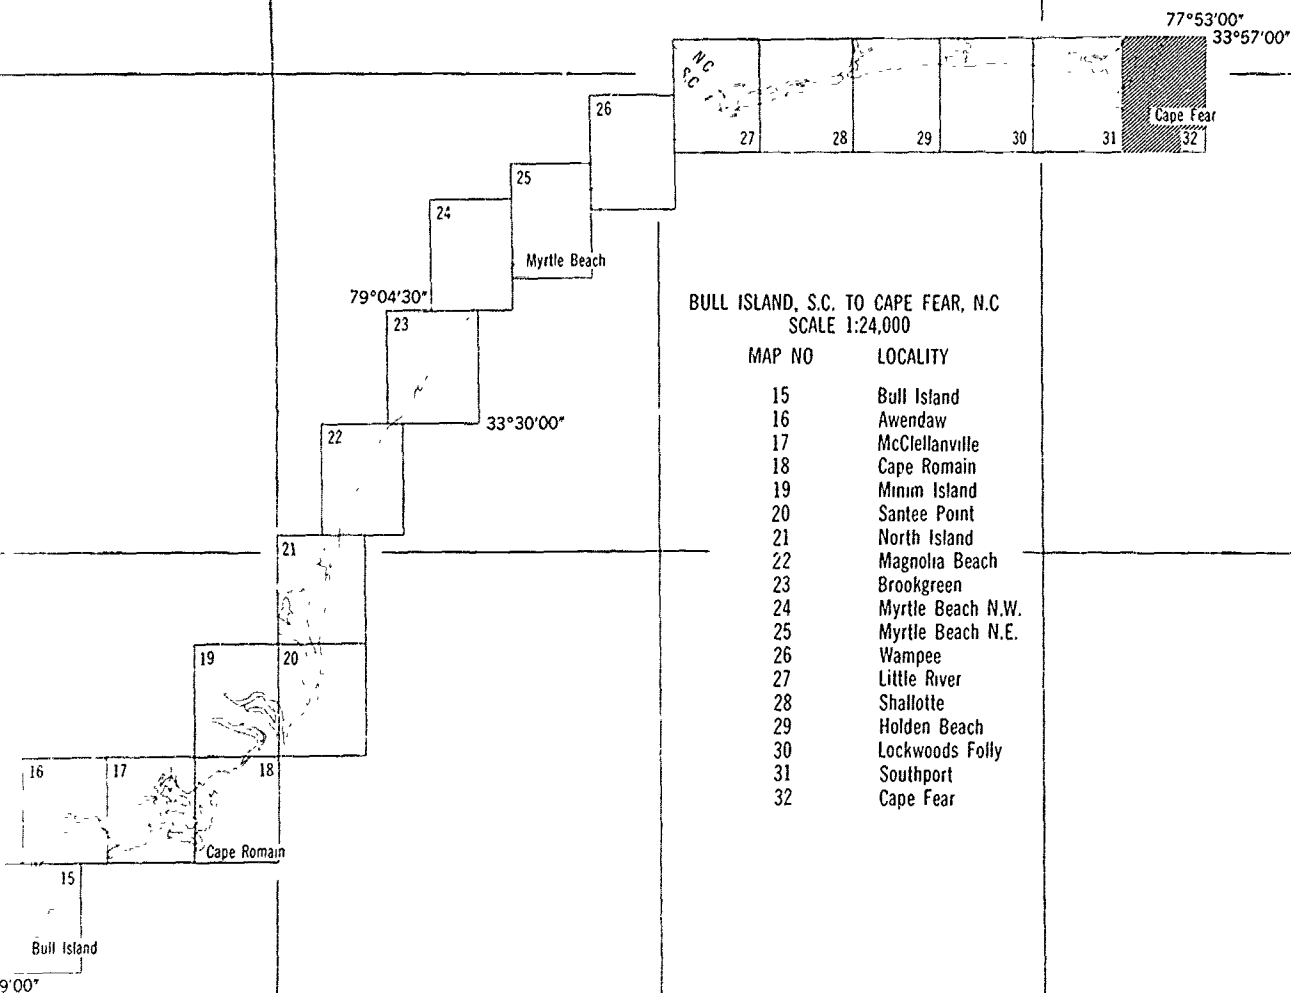 77°53'00"
33°57'00"
N C
S.C
26
Cape Fear
27
28
29
30
31
32
25
24
Myrtle Beach
79°04'30"
23
33°30'00"
22
21
19
20
16
17
18
Cape Romain
15
Bull Island
9'00"
BULL ISLAND, S.C. TO CAPE FEAR, N.C
SCALE 1:24,000
MAP NO LOCALITY
15 Bull Island
16 Awendaw
17 McClellanville
18 Cape Romain
19 Minim Island
20 Santee Point
21 North Island
22 Magnolia Beach
23 Brookgreen
24 Myrtle Beach N.W.
25 Myrtle Beach N.E.
26 Wampee
27 Little River
28 Shallotte
29 Holden Beach
30 Lockwoods Folly
31 Southport
32 Cape Fear